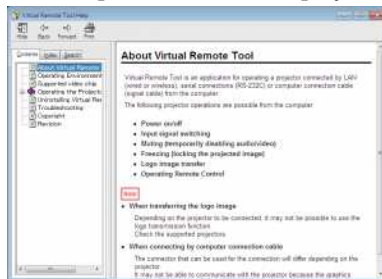 Virtual Remote Tool Help
Hide Back Forward Print
Contents Index Search
About Virtual Remote
Operating Environment
Supported video chip
Operating the Projecto
Uninstalling Virtual Rem
Troubleshooting
Copyright
Revision
About Virtual Remote Tool
Virtual Remote Tool is an application for operating a projector connected by LAN
(wired or wireless), serial connections (RS-232C) or computer connection cable
(signal cable) from the computer.
The following projector operations are possible from the computer.
• Power on/off
• Input signal switching
• Muting (temporarily disabling audio/video)
• Freezing (locking the projected image)
• Logo image transfer
• Operating Remote Control
Note
• When transferring the logo image
Depending on the projector to be connected, it may not be possible to use the
logo transmission function.
Check the supported projectors.
• When connecting by computer connection cable
The connector that can be used for the connection will differ depending on the
projector.
It may not be able to communicate with the projector because the graphics